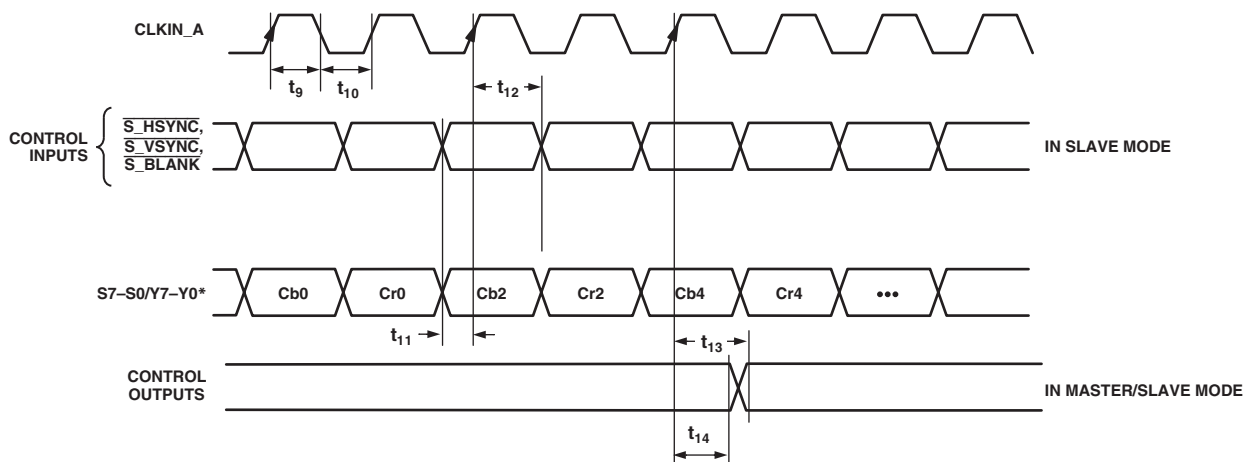 CLKIN_A
t9
t10
t12
CONTROL
INPUTS
S_HSYNC,
S_VSYNC,
S_BLANK
IN SLAVE MODE
S7–S0/Y7–Y0*
Cb0
Cr0
Cb2
Cr2
Cb4
Cr4
•••
t11
t13
CONTROL
OUTPUTS
IN MASTER/SLAVE MODE
t14